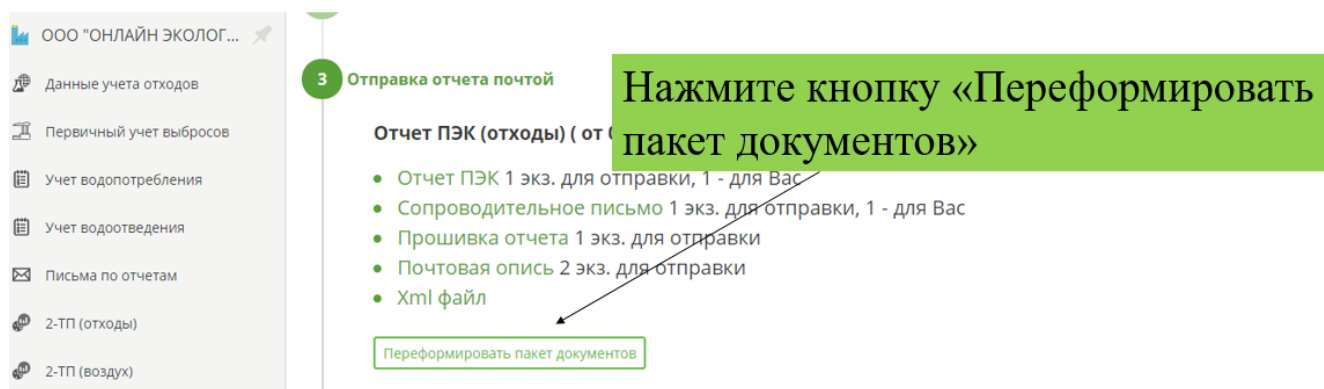 ООО "ОНЛАЙН ЭКОЛОГ...
Данные учета отходов
Первичный учет выбросов
Учет водопотребления
Учет водоотведения
Письма по отчетам
2-ТП (отходы)
2-ТП (воздух)
3 Отправка отчета почтой
Нажмите кнопку «Переформировать
пакет документов»
Отчет ПЭК (отходы) ( от
• Отчет ПЭК 1 экз. для отправки, 1 - для Вас
• Сопроводительное письмо 1 экз. для отправки, 1 - для Вас
• Прошивка отчета 1 экз. для отправки
• Почтовая опись 2 экз. для отправки
• Xml файл
Переформировать пакет документов